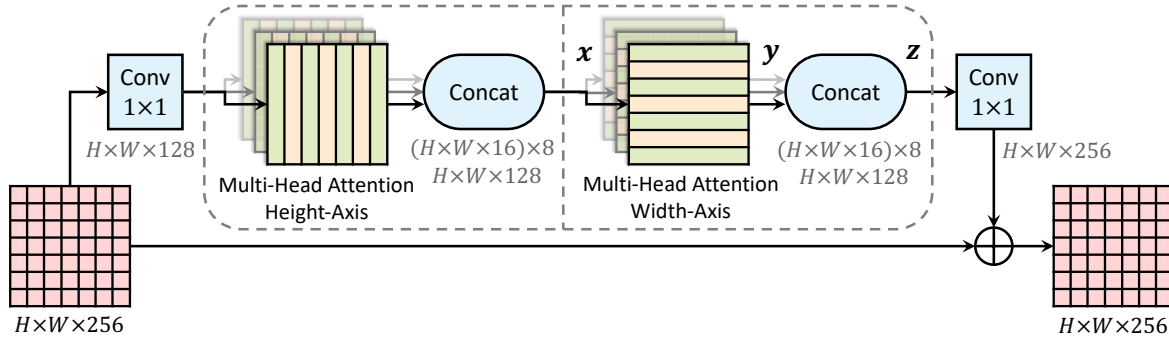 Conv
1×1
H×W×128
Multi-Head Attention
Height-Axis
Concat
(H×W×16)×8
H×W×128
x
Multi-Head Attention
Width-Axis
y
Concat
(H×W×16)×8
H×W×128
z
Conv
1×1
H×W×256
H×W×256
H×W×256